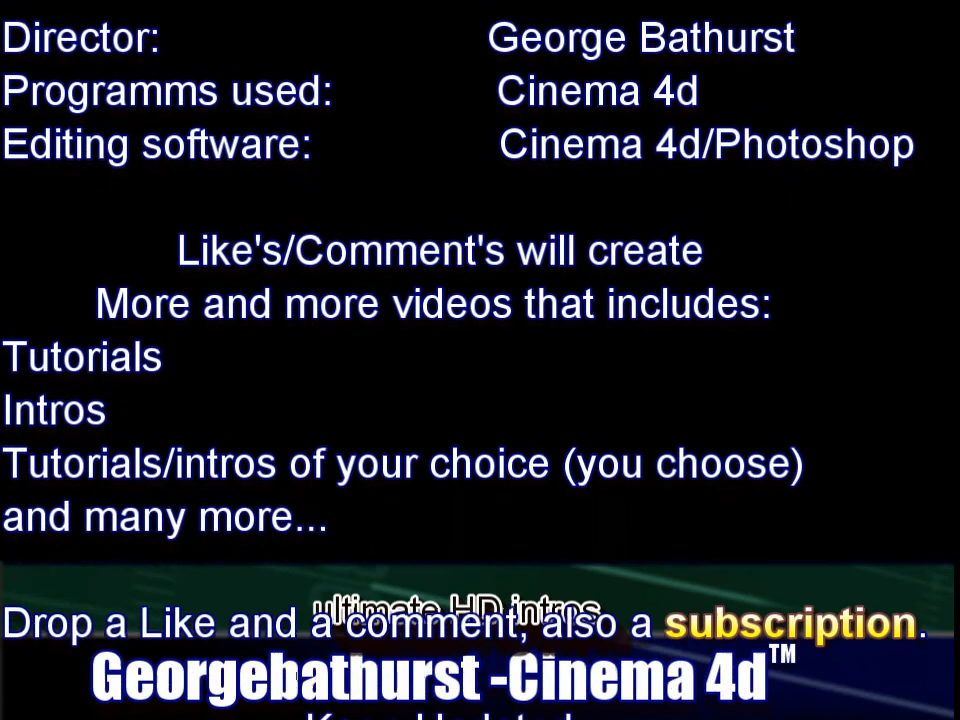 Director: George Bathurst
Programms used: Cinema 4d
Editing software: Cinema 4d/Photoshop
Like's/Comment's will create
More and more videos that includes:
Tutorials
Intros
Tutorials/intros of your choice (you choose)
and many more...
ultimate HD intros
Drop a Like and a comment, also a subscription.
Georgebathurst -Cinema 4d™
Keep Updated